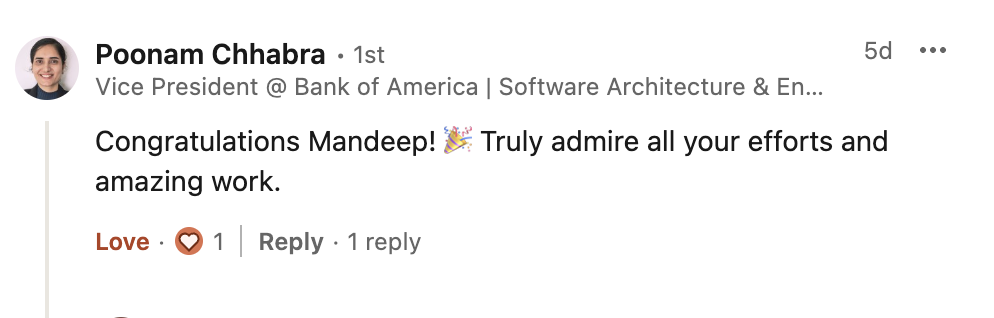 Poonam Chhabra · 1st 5d •••
Vice President @ Bank of America | Software Architecture & En...
Congratulations Mandeep! 🎉 Truly admire all your efforts and
amazing work.
Love · 1 | Reply · 1 reply